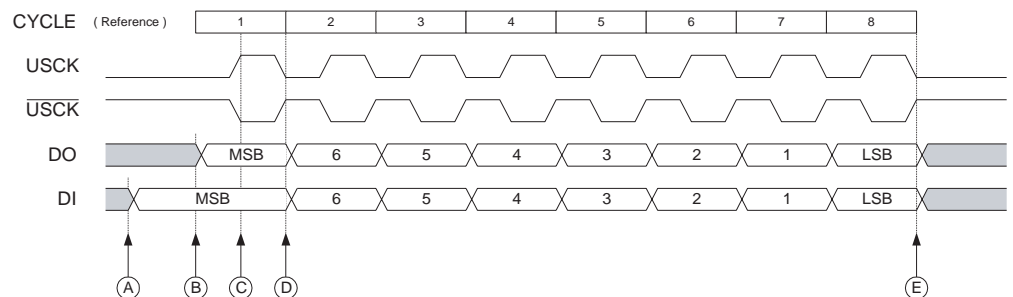 CYCLE ( Reference ) 1 2 3 4 5 6 7 8
USCK
USCK
DO MSB 6 5 4 3 2 1 LSB
DI MSB 6 5 4 3 2 1 LSB
A B C D E